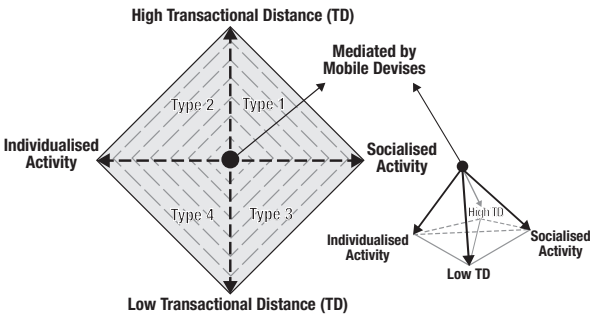 High Transactional Distance (TD)
Mediated by
Mobile Devises
Type 2
Type 1
Individualised
Activity
Socialised
Activity
Type 4
Type 3
Low Transactional Distance (TD)
High TD
Individualised
Activity
Socialised
Activity
Low TD